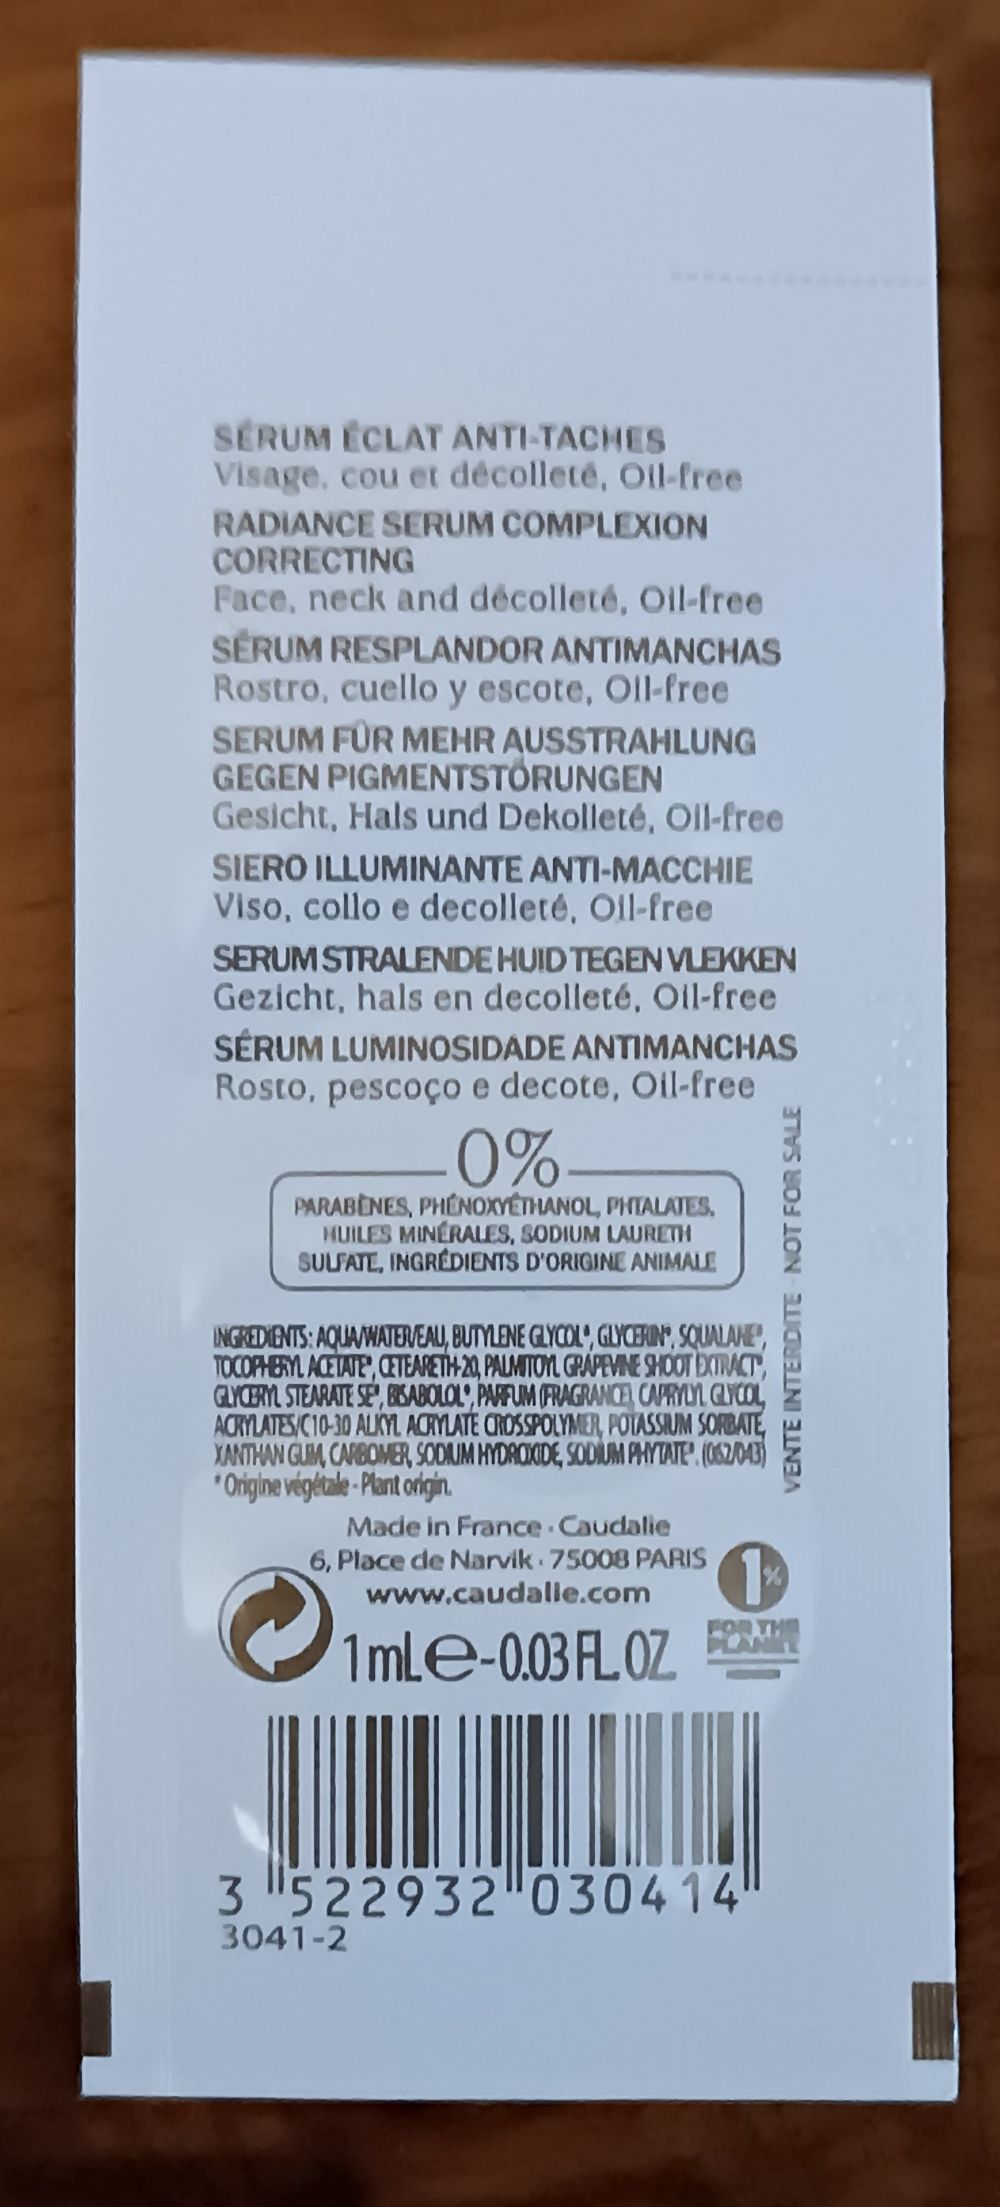 SÉRUM ÉCLAT ANTI-TACHES
Visage, cou et décolleté, Oil-free
RADIANCE SERUM COMPLEXION
CORRECTING
Face, neck and décolleté, Oil-free
SÉRUM RESPLANDOR ANTIMANCHAS
Rostro, cuello y escote, Oil-free
SERUM FÜR MEHR AUSSTRAHLUNG
GEGEN PIGMENTSTÖRUNGEN
Gesicht, Hals und Dekolleté, Oil-free
SIERO ILLUMINANTE ANTI-MACCHIE
Viso, collo e decolleté, Oil-free
SERUM STRALENDE HUID TEGEN VLEKKEN
Gezicht, hals en decolleté, Oil-free
SÉRUM LUMINOSIDADE ANTIMANCHAS
Rosto, pescoço e decote, Oil-free
0%
PARABÈNES, PHÉNOXYÉTHANOL, PHTALATES,
HUILES MINÉRALES, SODIUM LAURETH
SULFATE, INGRÉDIENTS D'ORIGINE ANIMALE
VENTE INTERDITE - NOT FOR SALE
INGREDIENTS: AQUA/WATER/EAU, BUTYLENE GLYCOL*, GLYCERIN*, SQUALANE*,
TOCOPHERYL ACETATE*, CETEARETH-20, PALMITOYL GRAPEVINE SHOOT EXTRACT*,
GLYCERYL STEARATE SE*, BISABOLOL*, PARFUM (FRAGRANCE), CAPRYLYL GLYCOL,
ACRYLATES/C10-30 ALKYL ACRYLATE CROSSPOLYMER, POTASSIUM SORBATE,
XANTHAN GUM, CARBOMER, SODIUM HYDROXIDE, SODIUM PHYTATE*. (062/043)
* Origine végétale - Plant origin.
Made in France - Caudalie
6, Place de Narvik - 75008 PARIS
www.caudalie.com
1%
FOR THE
PLANET
1 mL e - 0.03 FL. OZ
3 522932 030414
3041-2